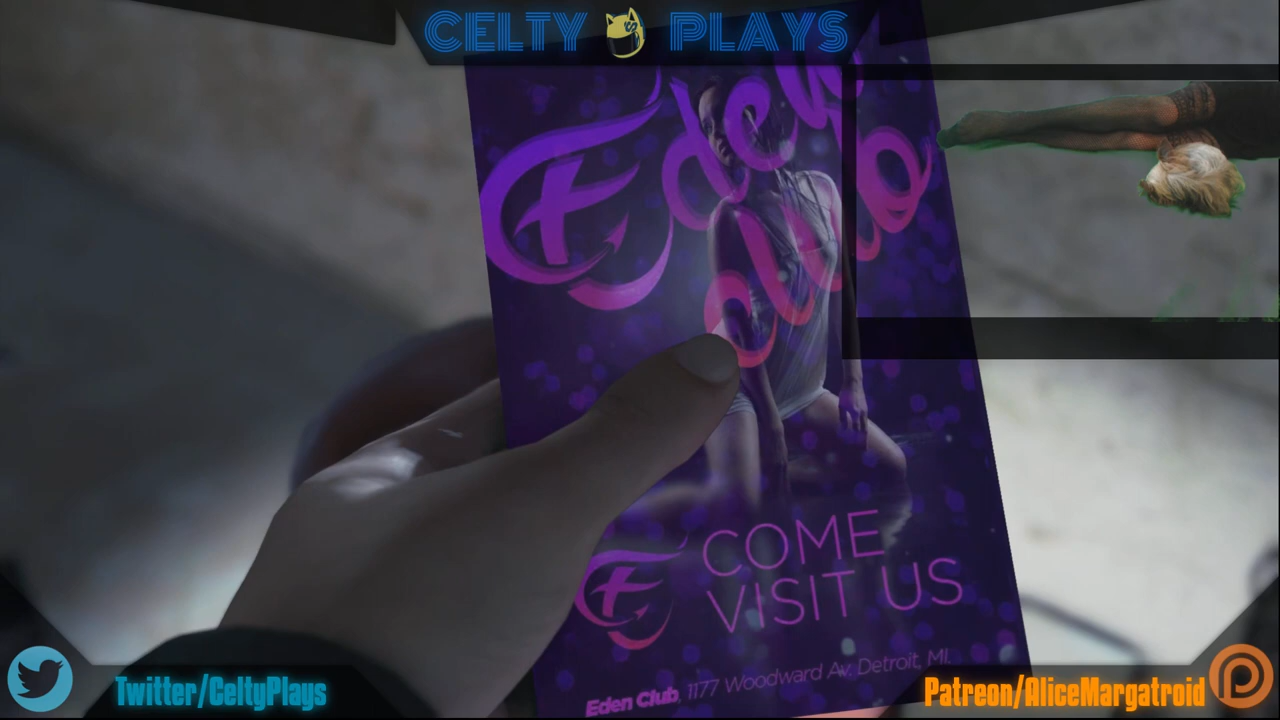 CELTY PLAYS
Eden
club
COME
VISIT US
Eden Club, 1177 Woodward Av. Detroit, MI.
Twitter/CeltyPlays
Patreon/AliceMargatroid